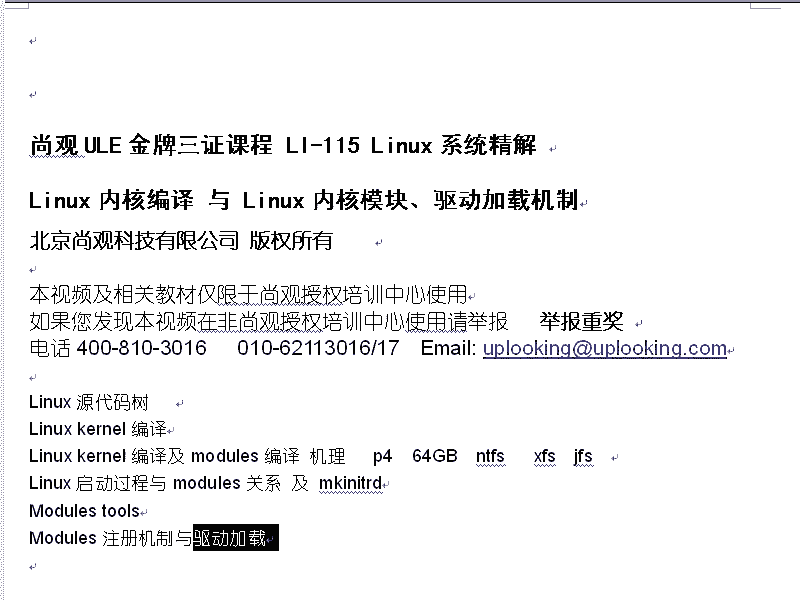 尚观 ULE 金牌三证课程 LI-115 Linux 系统精解
Linux 内核编译 与 Linux 内核模块、驱动加载机制
北京尚观科技有限公司 版权所有
本视频及相关教材仅限于尚观授权培训中心使用
如果您发现本视频在非尚观授权培训中心使用请举报 举报重奖
电话 400-810-3016 010-62113016/17 Email: uplooking@uplooking.com
Linux 源代码树
Linux kernel 编译
Linux kernel 编译及 modules 编译 机理 p4 64GB ntfs xfs jfs
Linux 启动过程与 modules 关系 及 mkinitrd
Modules tools
Modules 注册机制与驱动加载